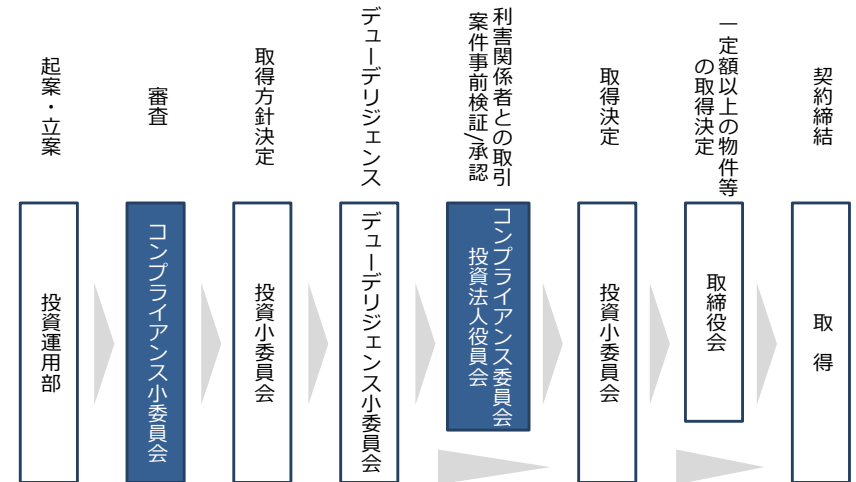 起案・立案
審査
取得方針決定
デューデリジェンス
利害関係者との取引
案件事前検証/承認
取得決定
一定額以上の物件等
の取得決定
契約締結
投資運用部
コンプライアンス小委員会
投資小委員会
デューデリジェンス小委員会
コンプライアンス委員会
投資法人役員会
投資小委員会
取締役会
取　得